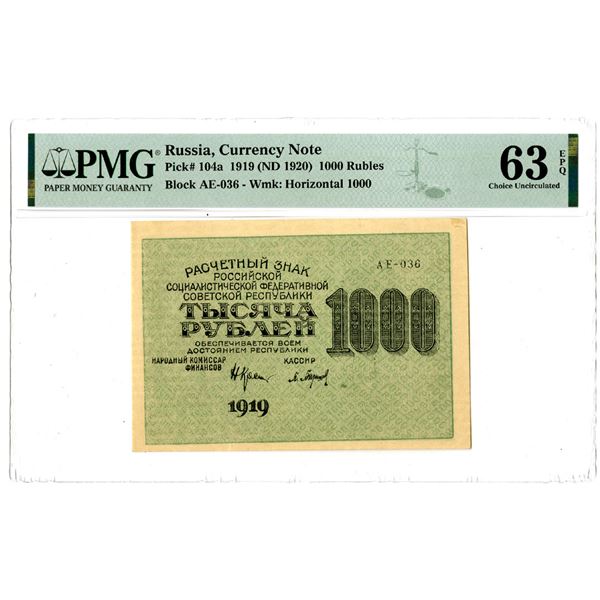 PMG®
PAPER MONEY GUARANTY
Russia, Currency Note
Pick# 104a 1919 (ND 1920) 1000 Rubles
Block AE-036 - Wmk: Horizontal 1000
63 EPQ
Choice Uncirculated
АЕ-036
РАСЧЕТНЫЙ ЗНАК
РОССИЙСКОЙ
СОЦИАЛИСТИЧЕСКОЙ ФЕДЕРАТИВНОЙ
СОВЕТСКОЙ РЕСПУБЛИКИ
ТЫСЯЧА
РУБЛЕЙ
1000
ОБЕСПЕЧИВАЕТСЯ ВСЕМ
ДОСТОЯНИЕМ РЕСПУБЛИКИ
НАРОДНЫЙ КОМИССАР
ФИНАНСОВ
КАССИР
1919